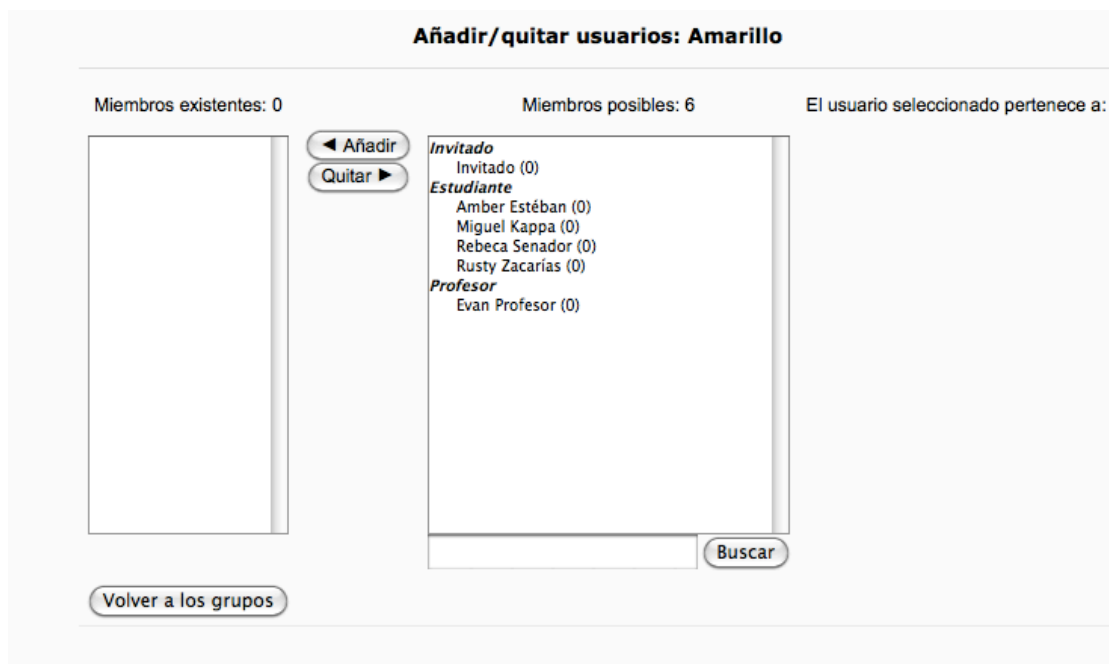 Añadir/quitar usuarios: Amarillo
Miembros existentes: 0
Miembros posibles: 6
El usuario seleccionado pertenece a:
◄ Añadir
Quitar ►
Invitado
Invitado (0)
Estudiante
Amber Estéban (0)
Miguel Kappa (0)
Rebeca Senador (0)
Rusty Zacarías (0)
Profesor
Evan Profesor (0)
Buscar
Volver a los grupos